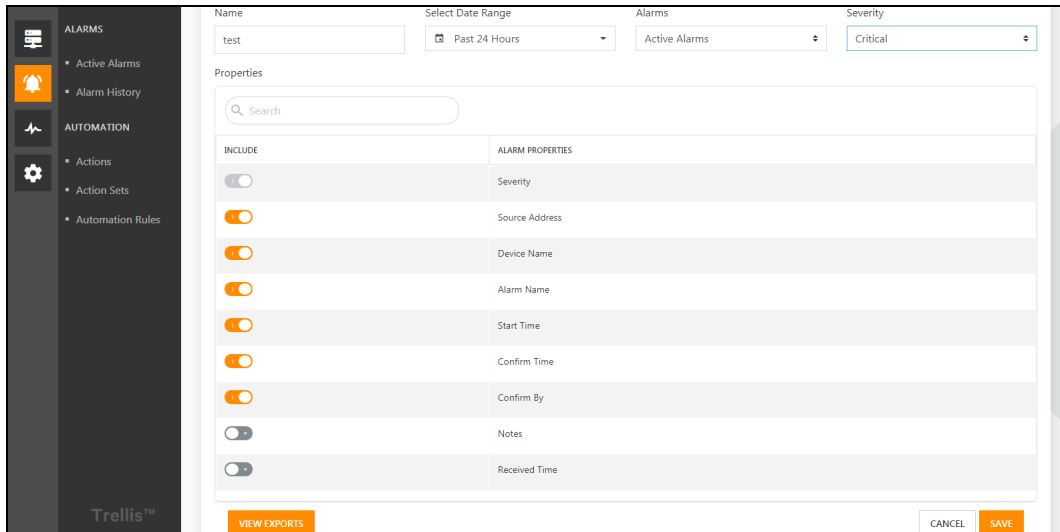 ALARMS
Active Alarms
Alarm History
AUTOMATION
Actions
Action Sets
Automation Rules
Trellis™
Name
Select Date Range
Alarms
Severity
test
Past 24 Hours
Active Alarms
Critical
Properties
Search
INCLUDE
ALARM PROPERTIES
Severity
Source Address
Device Name
Alarm Name
Start Time
Confirm Time
Confirm By
Notes
Received Time
VIEW EXPORTS
CANCEL
SAVE